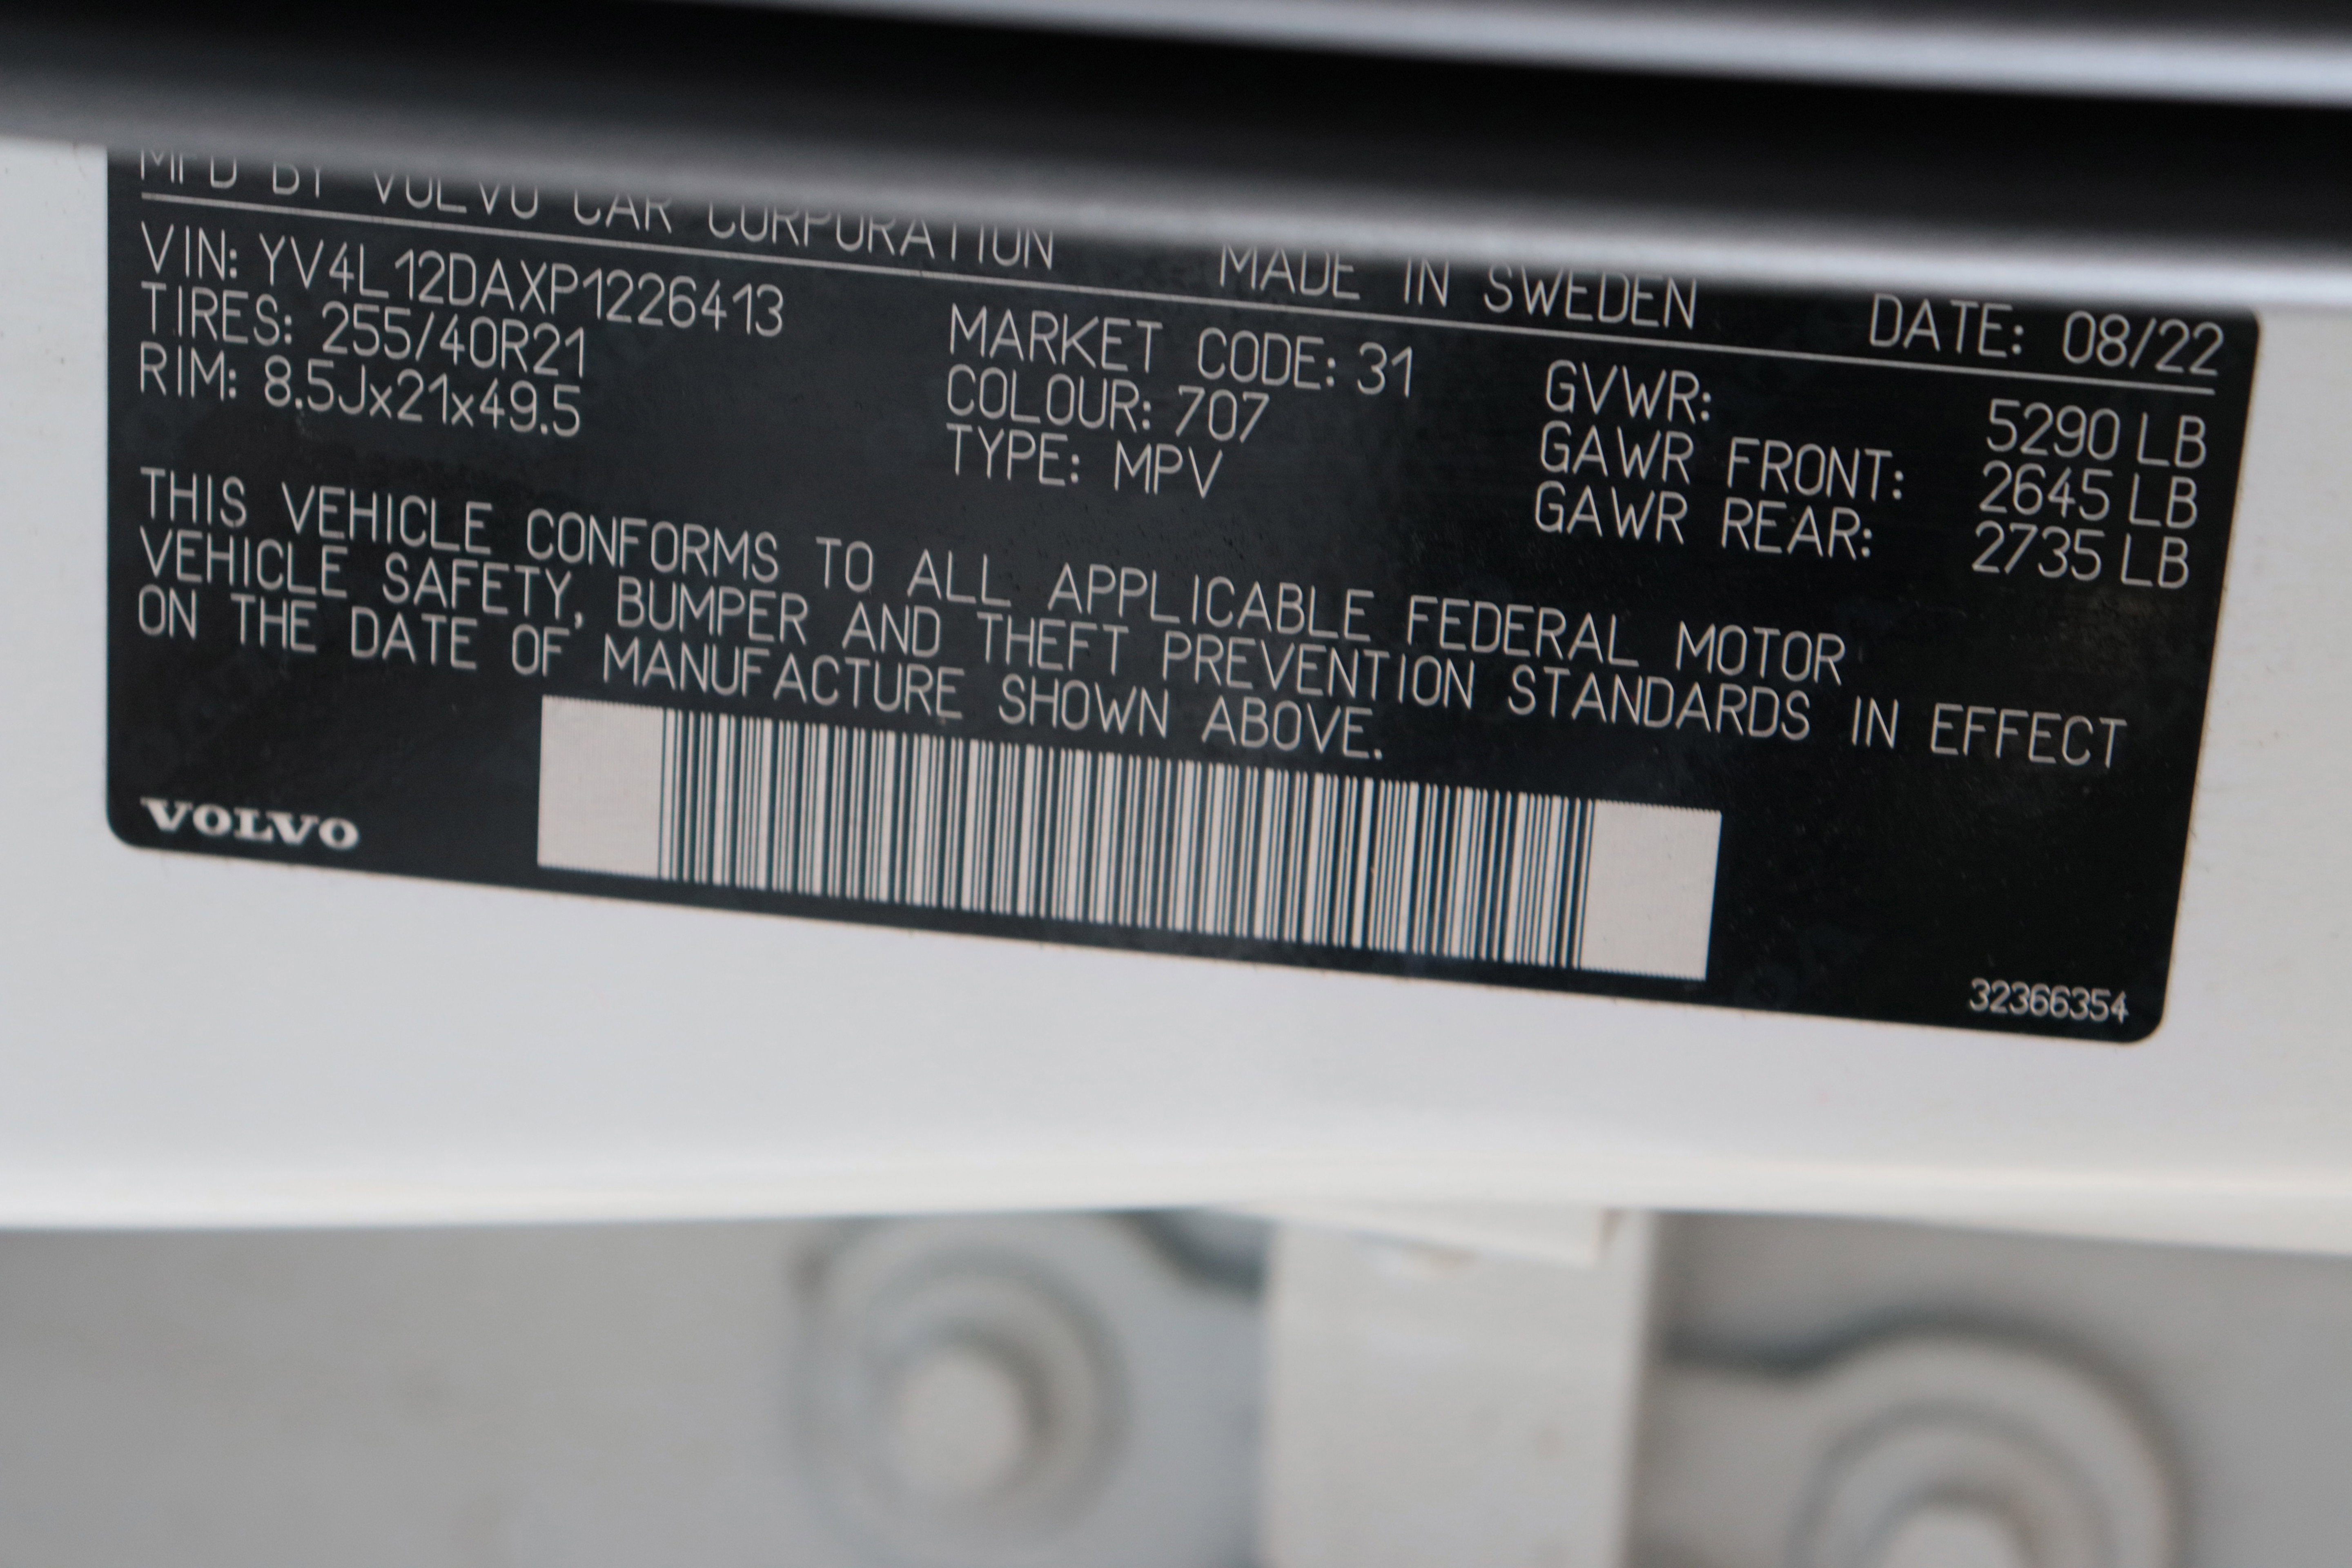 MFD BY VOLVO CAR CORPORATION MADE IN SWEDEN DATE: 08/22
VIN: YV4L12DAXP1226413 MARKET CODE: 31 GVWR: 5290 LB
TIRES: 255/40R21 COLOUR: 707 GAWR FRONT: 2645 LB
RIM: 8.5Jx21x49.5 TYPE: MPV GAWR REAR: 2735 LB
THIS VEHICLE CONFORMS TO ALL APPLICABLE FEDERAL MOTOR
VEHICLE SAFETY, BUMPER AND THEFT PREVENTION STANDARDS IN EFFECT
ON THE DATE OF MANUFACTURE SHOWN ABOVE.
VOLVO
32366354